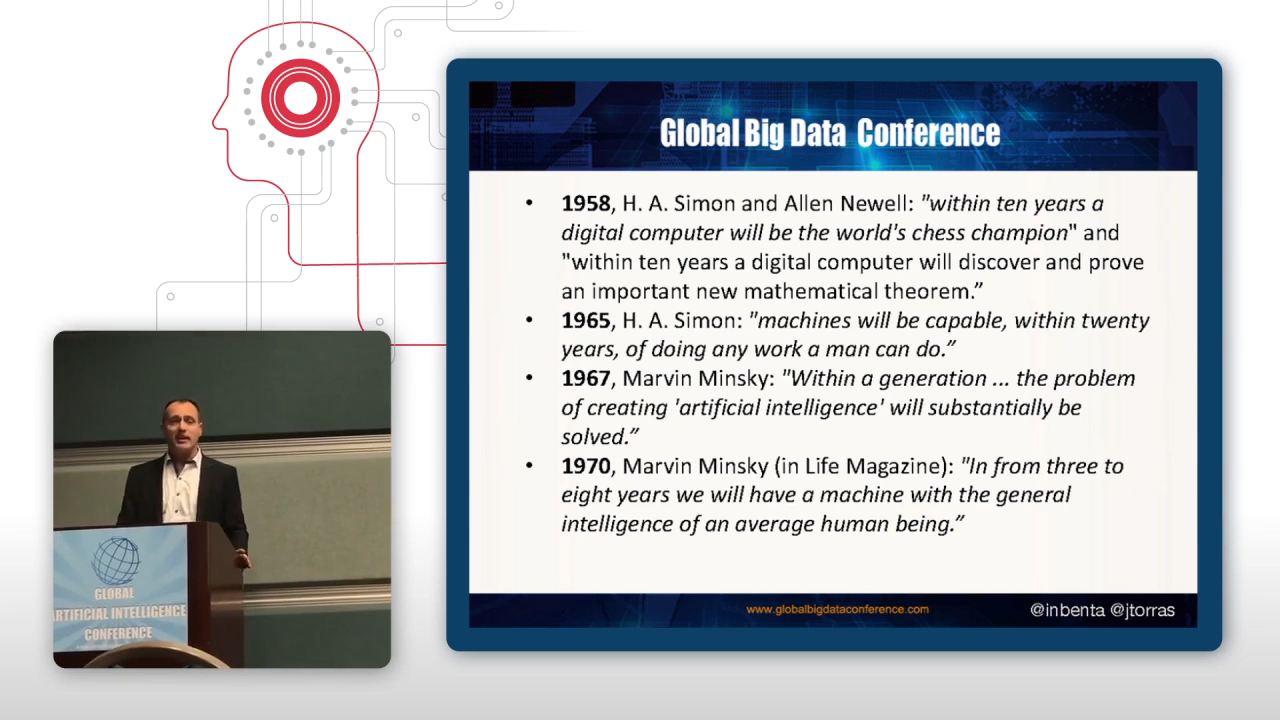 Global Big Data Conference
• 1958, H. A. Simon and Allen Newell: "within ten years a
digital computer will be the world's chess champion" and
"within ten years a digital computer will discover and prove
an important new mathematical theorem.”
• 1965, H. A. Simon: "machines will be capable, within twenty
years, of doing any work a man can do.”
• 1967, Marvin Minsky: "Within a generation ... the problem
of creating 'artificial intelligence' will substantially be
solved.”
• 1970, Marvin Minsky (in Life Magazine): "In from three to
eight years we will have a machine with the general
intelligence of an average human being.”
www.globalbigdataconference.com
@inbenta @jtorras
GLOBAL
RTIFICIAL INTELLIGENCE
CONFERENCE